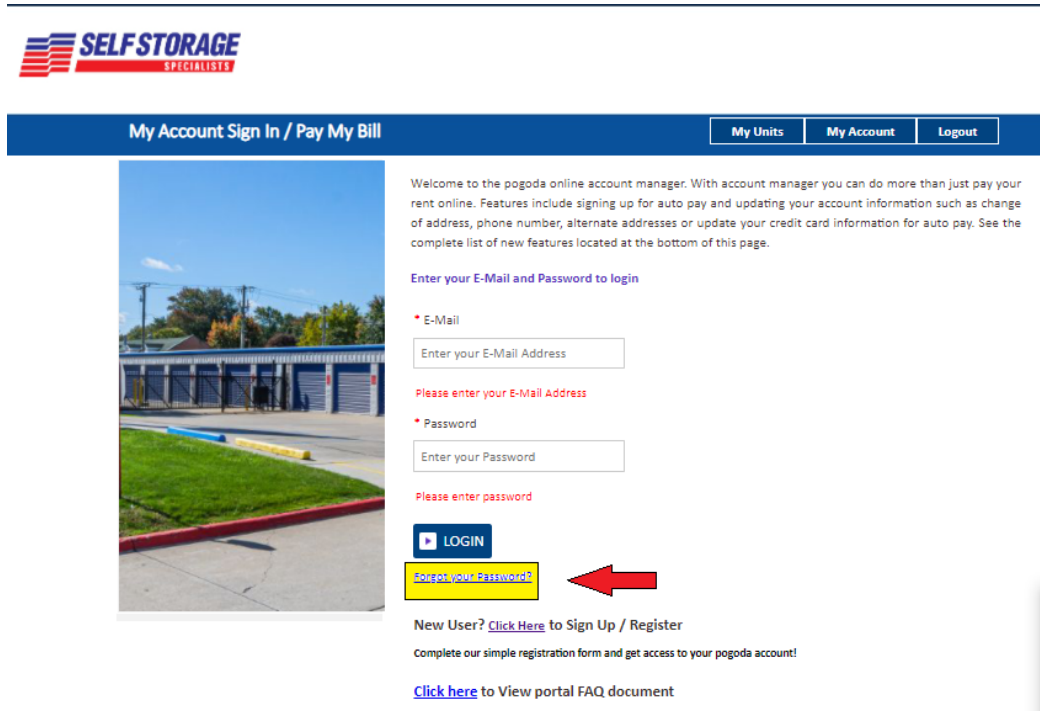 SELF STORAGE
SPECIALISTS
My Account Sign In / Pay My Bill
My Units
My Account
Logout
Welcome to the pogoda online account manager. With account manager you can do more than just pay your
rent online. Features include signing up for auto pay and updating your account information such as change
of address, phone number, alternate addresses or update your credit card information for auto pay. See the
complete list of new features located at the bottom of this page.
Enter your E-Mail and Password to login
* E-Mail
Enter your E-Mail Address
Please enter your E-Mail Address
* Password
Enter your Password
Please enter password
LOGIN
Forgot your Password?
New User? Click Here to Sign Up / Register
Complete our simple registration form and get access to your pogoda account!
Click here to View portal FAQ document